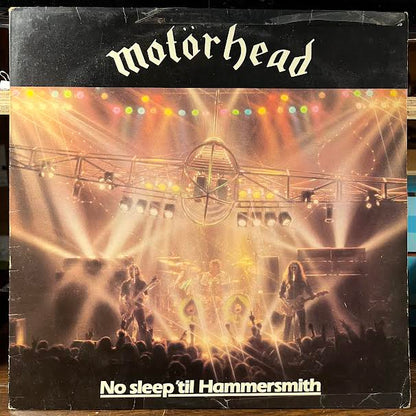 motörhead
No sleep 'til Hammersmith